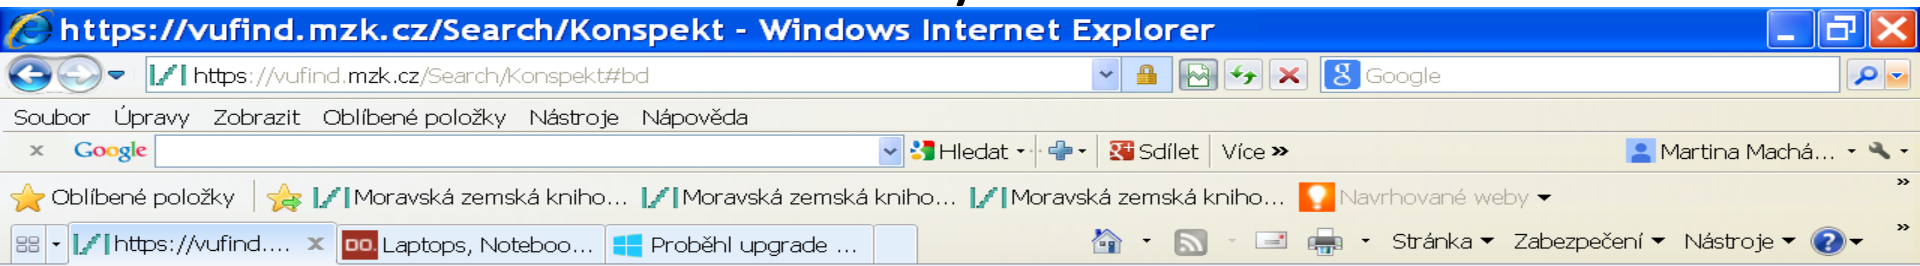 https://vufind.mzk.cz/Search/Konspekt - Windows Internet Explorer
https://vufind.mzk.cz/Search/Konspekt#bd Google
Soubor Úpravy Zobrazit Oblíbené položky Nástroje Nápověda
x Google Hledat Sdílet Více » Martina Machá...
Oblíbené položky Moravská zemská kniho... Moravská zemská kniho... Moravská zemská kniho... Navrhované weby »
https://vufind.... x DD. Laptops, Noteboo... Proběhl upgrade ... Stránka Zabezpečení Nástroje »